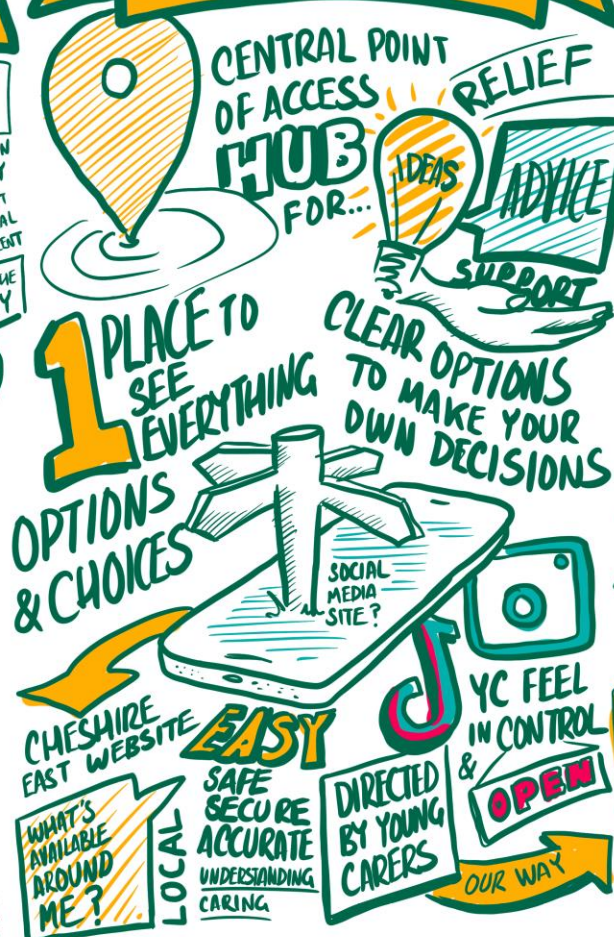 CENTRAL POINT
OF ACCESS
HUB
FOR...
IDEAS
RELIEF
ADVICE
SUPPORT
1 PLACE TO
SEE
EVERYTHING
CLEAR OPTIONS
TO MAKE YOUR
OWN DECISIONS
OPTIONS
& CHOICES
SOCIAL
MEDIA
SITE?
CHESHIRE
EAST WEBSITE
WHAT'S
AVAILABLE
AROUND
ME?
LOCAL
EASY
SAFE
SECURE
ACCURATE
UNDERSTANDING
CARING
DIRECTED
BY YOUNG
CARERS
YC FEEL
IN CONTROL
&
OPEN
OUR WAY